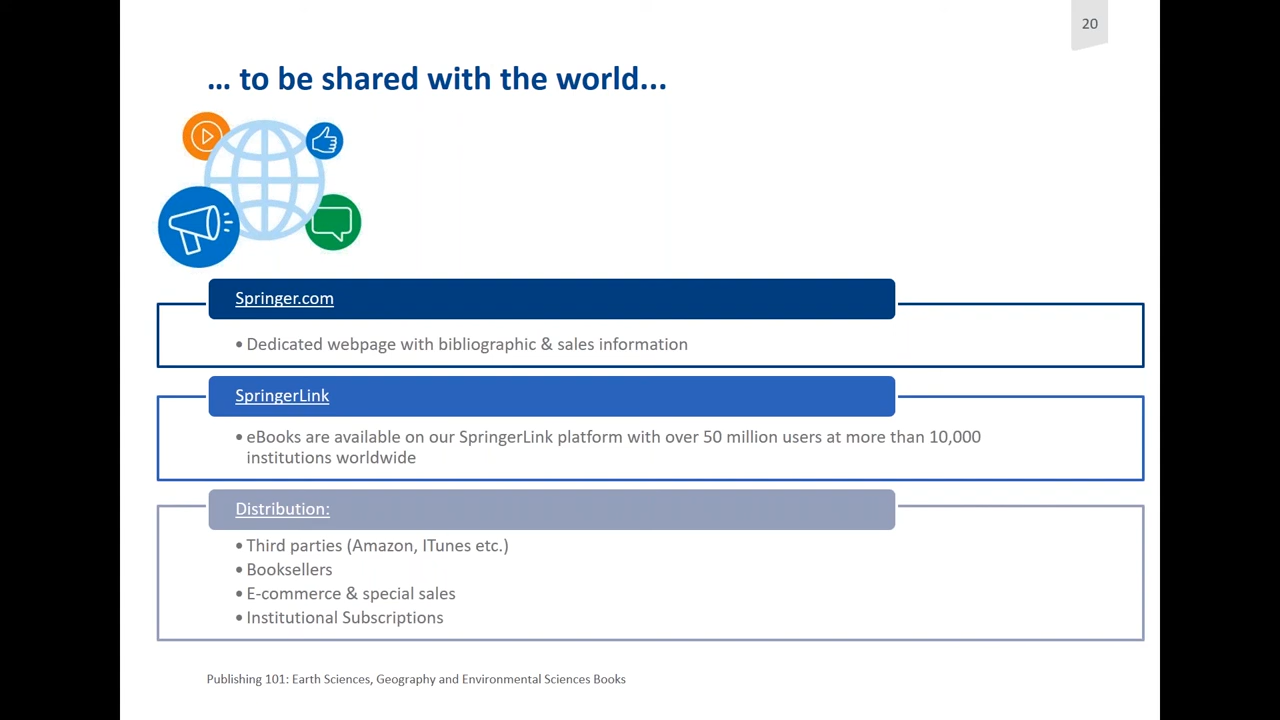 20
… to be shared with the world...
Springer.com
•Dedicated webpage with bibliographic & sales information
SpringerLink
•eBooks are available on our SpringerLink platform with over 50 million users at more than 10,000
institutions worldwide
Distribution:
•Third parties (Amazon, ITunes etc.)
•Booksellers
•E-commerce & special sales
•Institutional Subscriptions
Publishing 101: Earth Sciences, Geography and Environmental Sciences Books